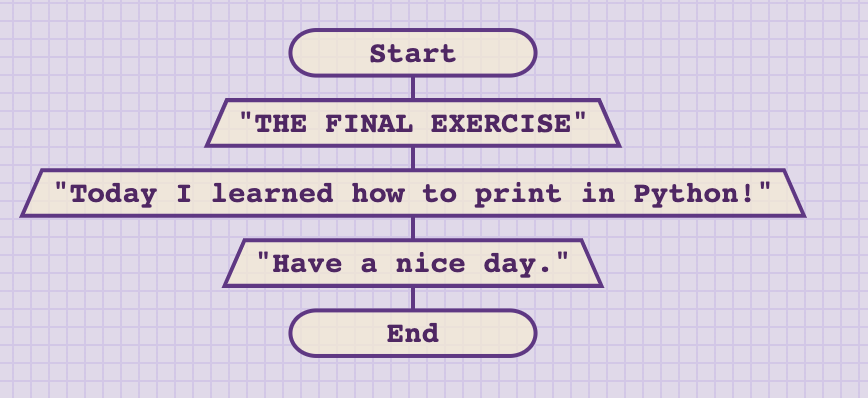 Start
"THE FINAL EXERCISE"
"Today I learned how to print in Python!"
"Have a nice day."
End